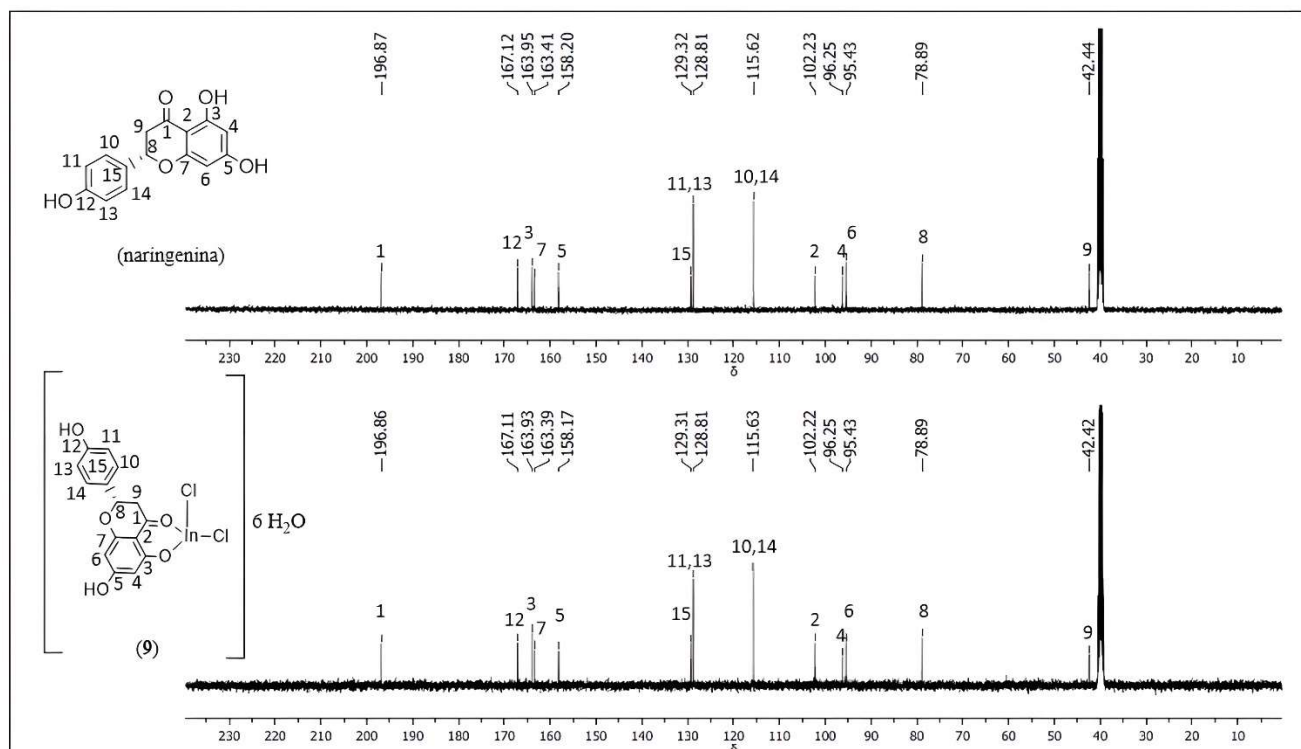 196.87
167.12
163.95
163.41
158.20
129.32
128.81
115.62
102.23
96.25
95.43
78.89
42.44
O OH
9 1 2 3 4
10 8
11 15 O 7 6 5 OH
HO 12 13 14
(naringenina)
1 12 3 7 5 15 11,13 10,14 2 4 6 8 9
230 220 210 200 190 180 170 160 150 140 130 120 110 100 90 80 70 60 50 40 30 20 10
δ
196.86
167.11
163.93
163.39
158.17
129.31
128.81
115.63
102.22
96.25
95.43
78.89
42.42
HO
12 11
13 15 10
14 9 Cl
8 1 O
O 2 In Cl
7 O
6 3
HO 5 4
6 H2O
(9)
1 12 3 7 5 15 11,13 10,14 2 4 6 8 9
230 220 210 200 190 180 170 160 150 140 130 120 110 100 90 80 70 60 50 40 30 20 10
δ